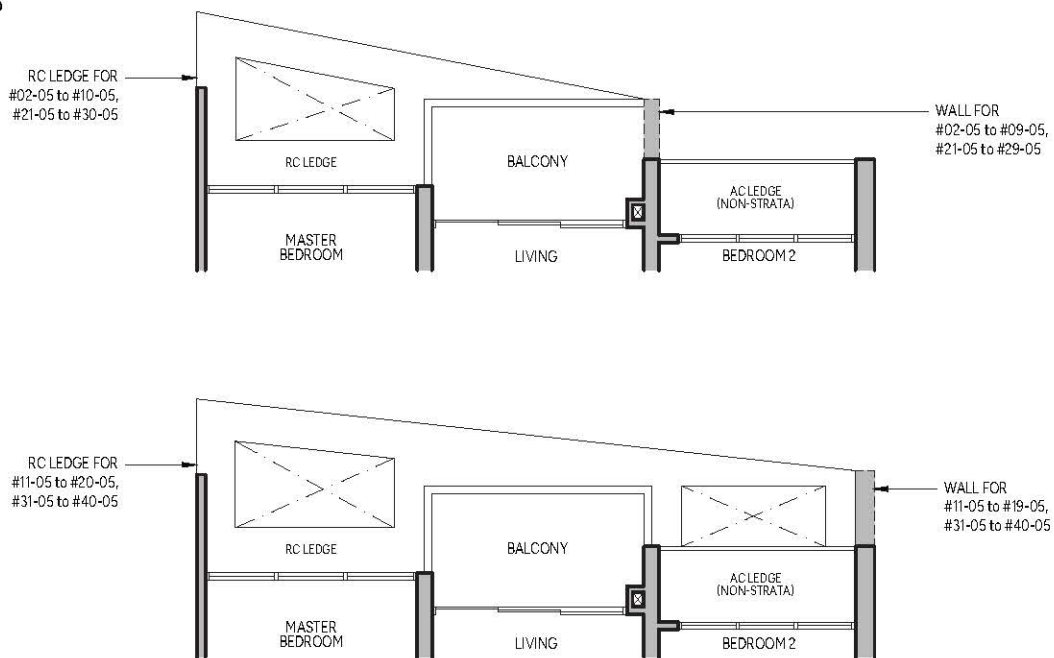 RC LEDGE FOR
#02-05 to #10-05,
#21-05 to #30-05
RC LEDGE
BALCONY
WALL FOR
#02-05 to #09-05,
#21-05 to #29-05
AC LEDGE
(NON-STRATA)
MASTER
BEDROOM
LIVING
BEDROOM 2
RC LEDGE FOR
#11-05 to #20-05,
#31-05 to #40-05
RC LEDGE
BALCONY
WALL FOR
#11-05 to #19-05,
#31-05 to #40-05
AC LEDGE
(NON-STRATA)
MASTER
BEDROOM
LIVING
BEDROOM 2